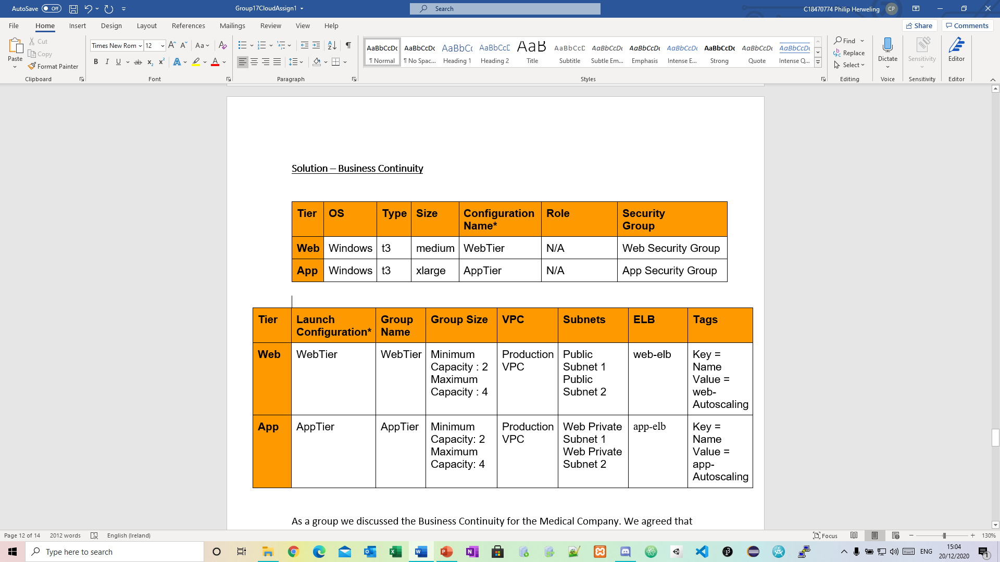 AutoSave Off Group17CloudAssign1 Search C18470774 Philip Herweling CP
File Home Insert Design Layout References Mailings Review View Help Share Comments
Paste Cut Copy Format Painter Clipboard
Times New Rom 12 Aa Font
Paragraph
AaBbCcDc AaBbCcDc AaBbCc AaBbCcD AaB AaBbCcD AaBbCcDc AaBbCcDc AaBbCcDc AaBbCcDc AaBbCcDc AaBbCcDc
¶ Normal ¶ No Spac... Heading 1 Heading 2 Title Subtitle Subtle Em... Emphasis Intense E... Strong Quote Intense Q...
Styles
Find Replace Select Editing
Dictate Voice
Sensitivity Sensitivity
Editor Editor
Solution – Business Continuity
Tier OS Type Size Configuration Name* Role Security Group
Web Windows t3 medium WebTier N/A Web Security Group
App Windows t3 xlarge AppTier N/A App Security Group
Tier Launch Configuration* Group Name Group Size VPC Subnets ELB Tags
Web WebTier WebTier Minimum Capacity : 2 Maximum Capacity : 4 Production VPC Public Subnet 1 Public Subnet 2 web-elb Key = Name Value = web-Autoscaling
App AppTier AppTier Minimum Capacity: 2 Maximum Capacity: 4 Production VPC Web Private Subnet 1 Web Private Subnet 2 app-elb Key = Name Value = app-Autoscaling
As a group we discussed the Business Continuity for the Medical Company. We agreed that
Page 12 of 14 2012 words English (Ireland) Focus 130%
Type here to search ENG 15:04 20/12/2020